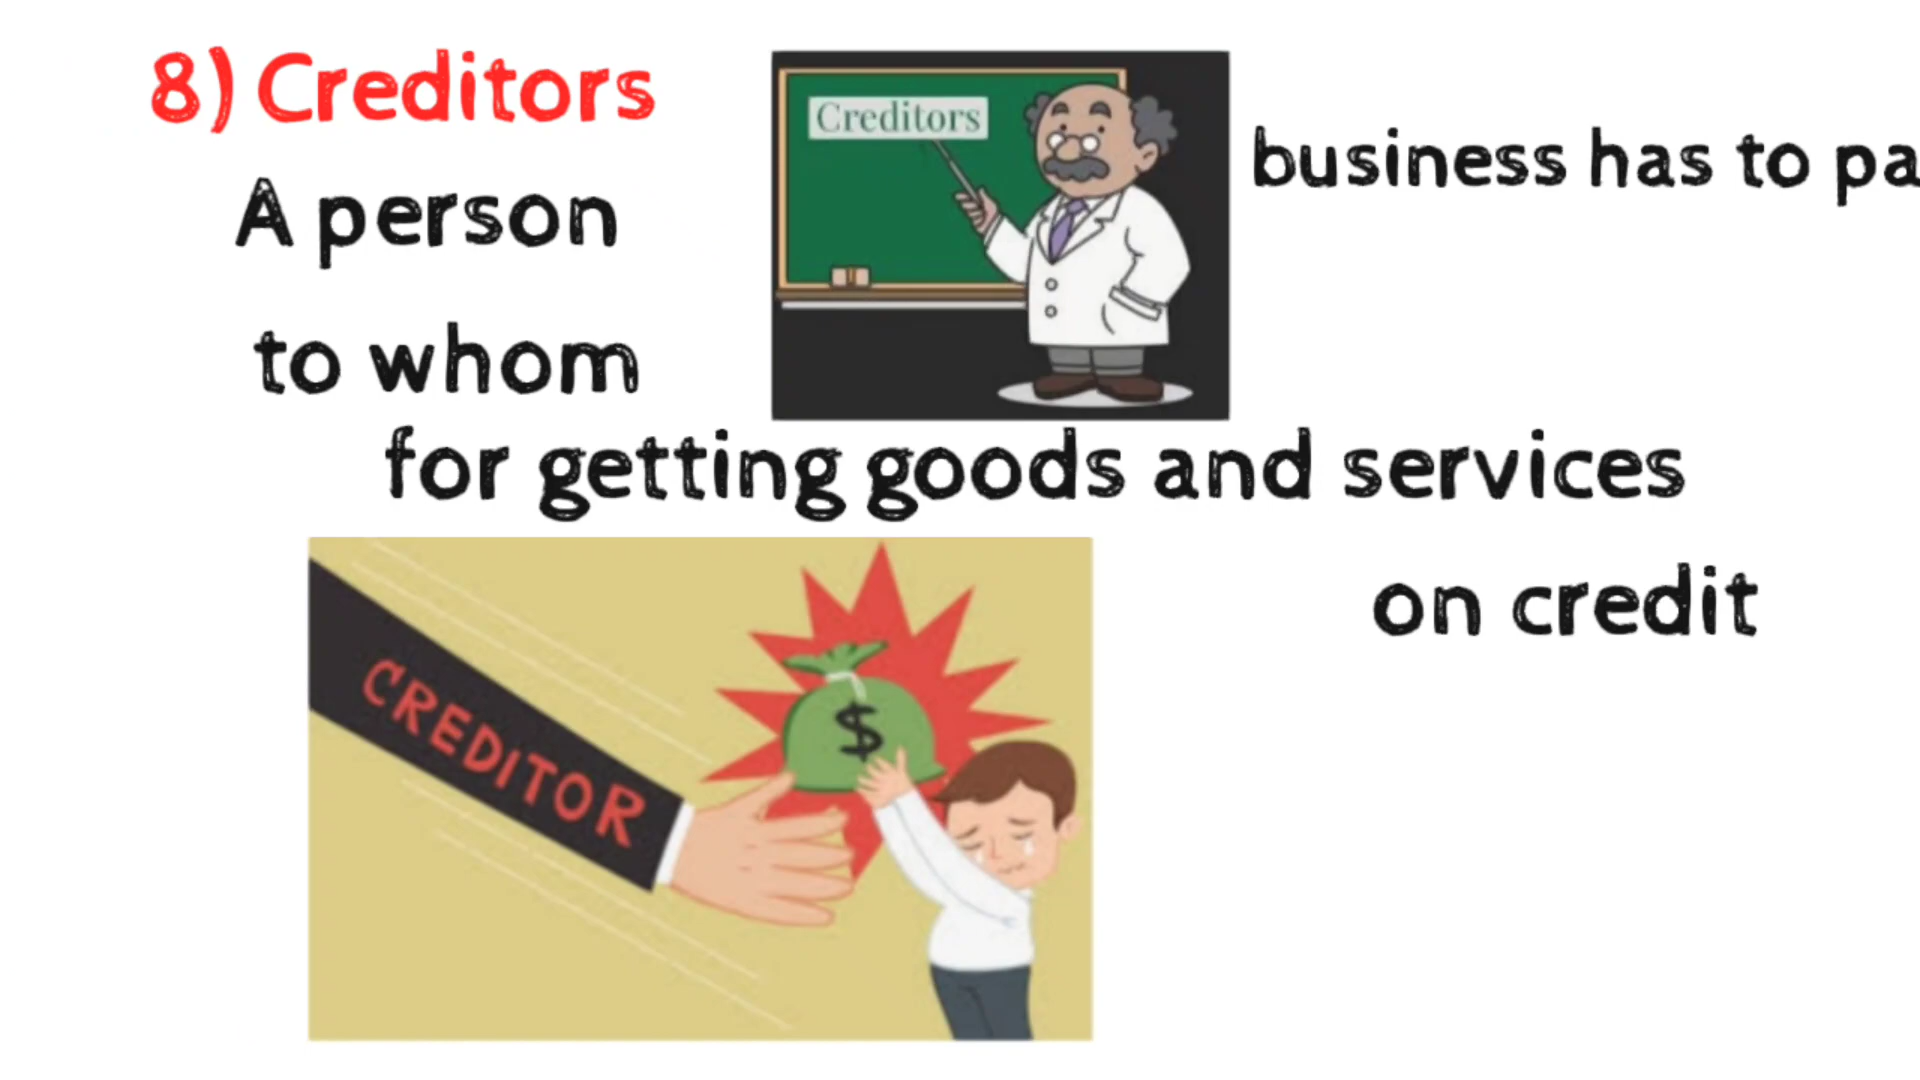 8) Creditors
A person
to whom
Creditors
business has to pa
for getting goods and services
on credit
CREDITOR
$